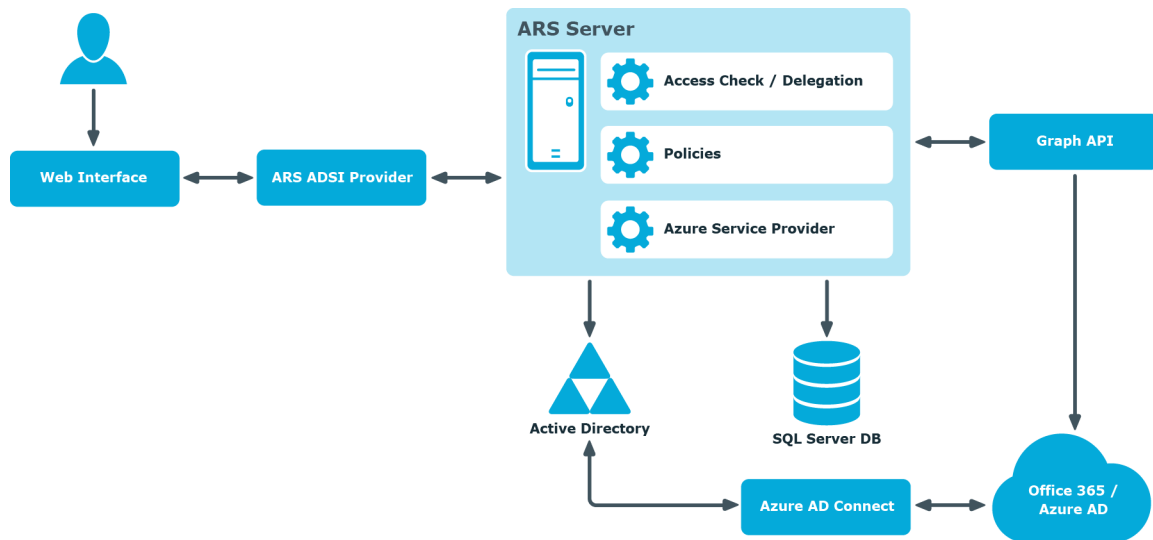 ARS Server
Access Check / Delegation
Policies
Azure Service Provider
Web Interface
ARS ADSI Provider
Graph API
Active Directory
SQL Server DB
Azure AD Connect
Office 365 /
Azure AD